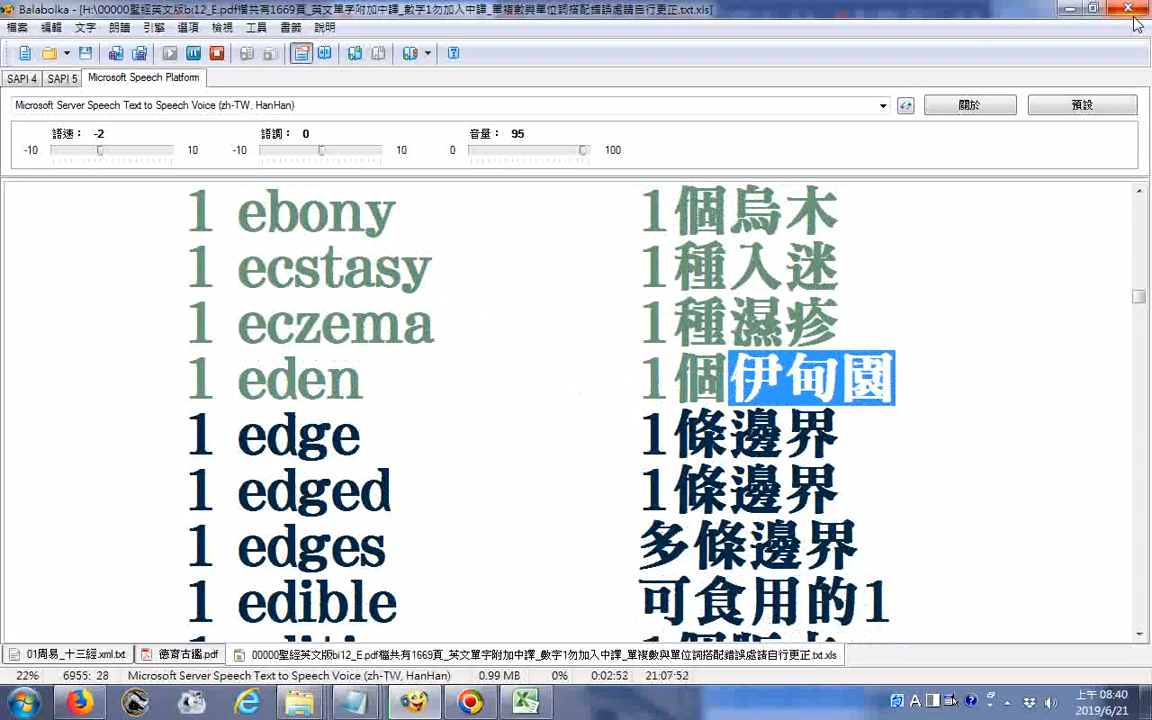 Balabolka - [H:\00000聖經英文版bi12_E.pdf檔共有1669頁_英文單字附加中譯_數字1勿加入中譯_單複數與單位詞搭配錯誤處請自行更正.txt.xls]
檔案 編輯 文字 朗讀 引擎 選項 檢視 工具 書籤 說明
SAPI 4 SAPI 5 Microsoft Speech Platform
Microsoft Server Speech Text to Speech Voice (zh-TW, HanHan) 關於 預設
語速： -2 語調： 0 音量： 95
-10 10 -10 10 0 100
1 ebony 1個烏木
1 ecstasy 1種入迷
1 eczema 1種濕疹
1 eden 1個伊甸園
1 edge 1條邊界
1 edged 1條邊界
1 edges 多條邊界
1 edible 可食用的1
01周易_十三經.xml.txt 德育古鑑.pdf 00000聖經英文版bi12_E.pdf檔共有1669頁_英文單字附加中譯_數字1勿加入中譯_單複數與單位詞搭配錯誤處請自行更正.txt.xls
22% 6955: 28 Microsoft Server Speech Text to Speech Voice (zh-TW, HanHan) 0.99 MB 0% 0:02:52 21:07:52
上午 08:40
2019/6/21